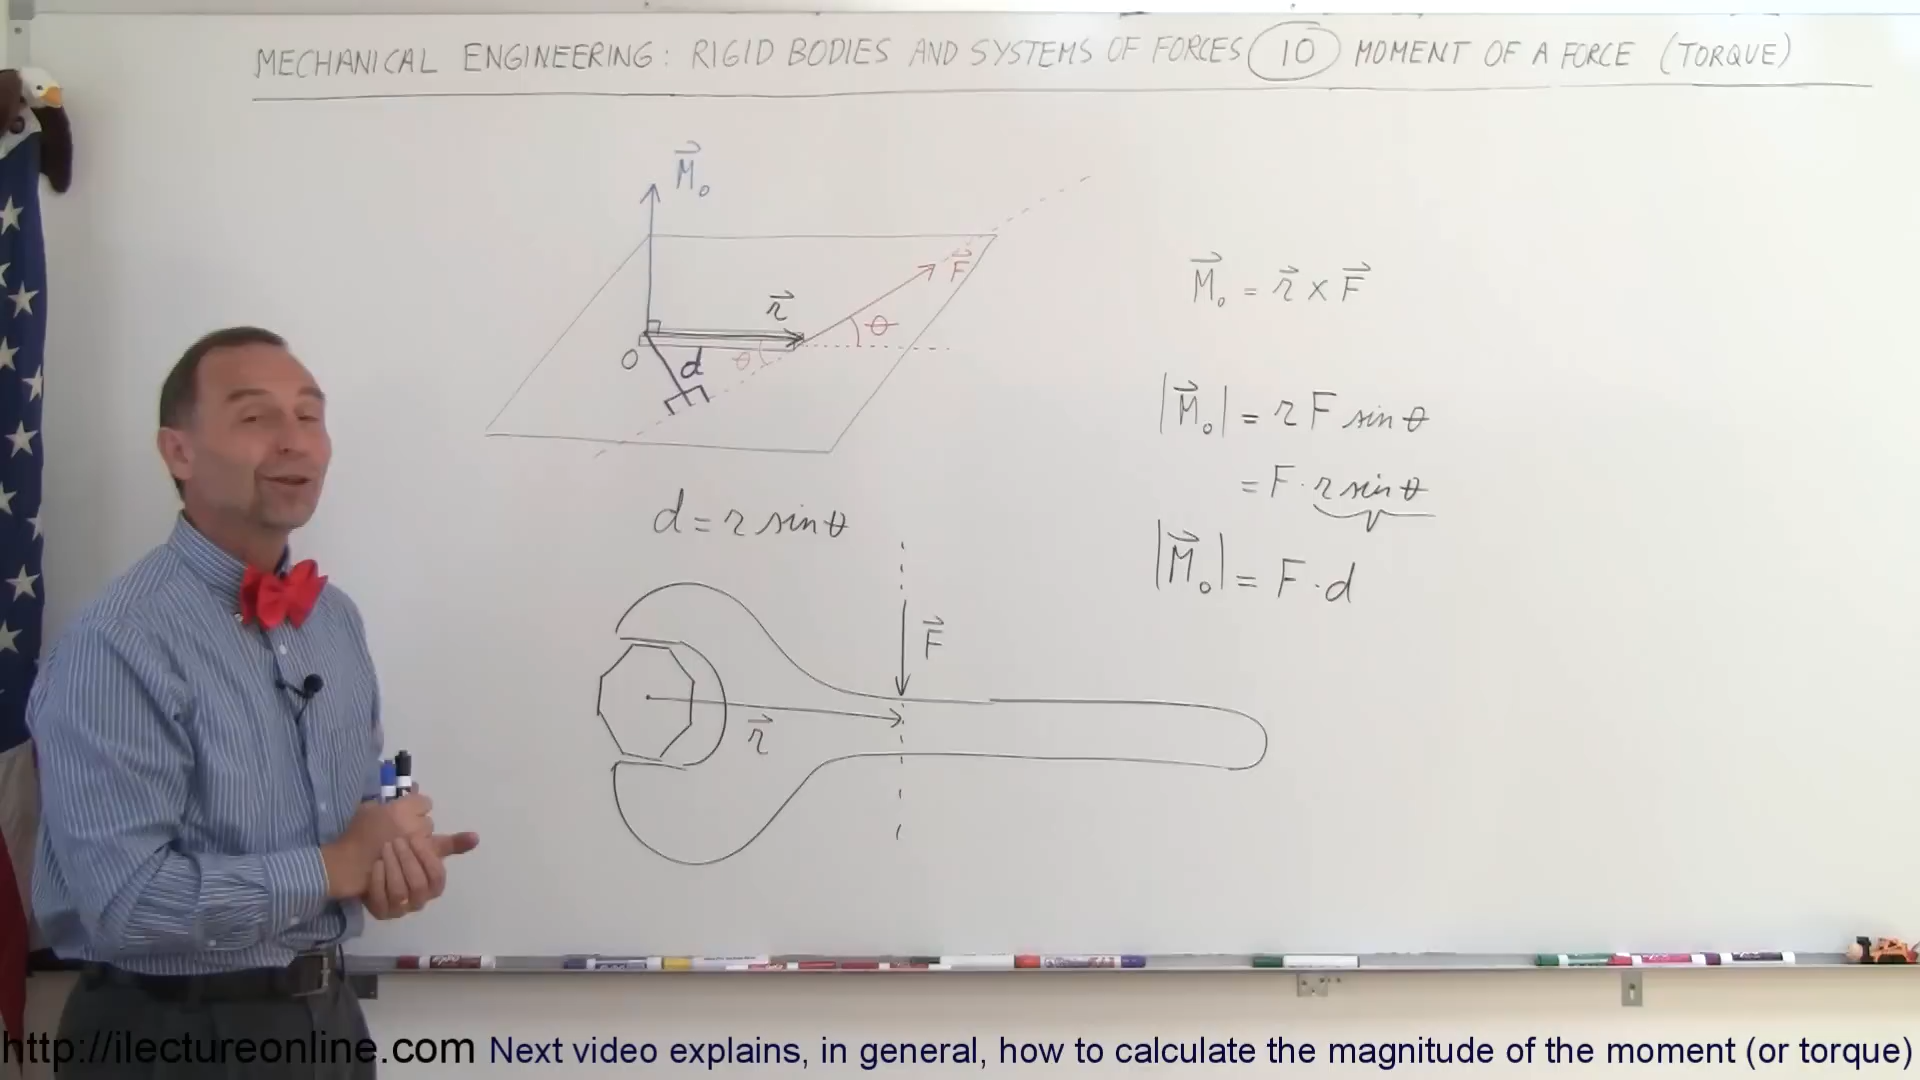 MECHANICAL ENGINEERING: RIGID BODIES AND SYSTEMS OF FORCES 10 MOMENT OF A FORCE (TORQUE)
M⃗₀
r⃗
F⃗
θ
O
d
θ
d = r sin θ
F⃗
r⃗
M⃗₀ = r⃗ × F⃗
|M⃗₀| = r F sin θ
= F · r sin θ
|M⃗₀| = F · d
http://ilectureonline.com Next video explains, in general, how to calculate the magnitude of the moment (or torque)